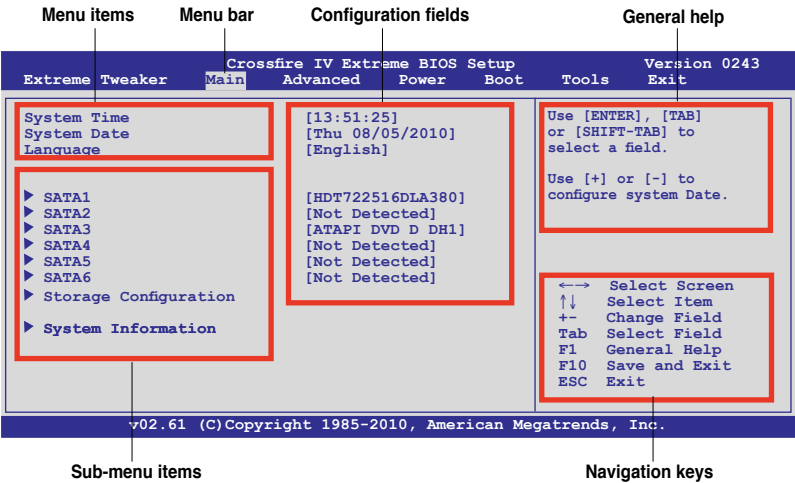 Menu items Menu bar Configuration fields General help
Crossfire IV Extreme BIOS Setup Version 0243
Extreme Tweaker Main Advanced Power Boot Tools Exit
System Time [13:51:25]
System Date [Thu 08/05/2010]
Language [English]
SATA1 [HDT722516DLA380]
SATA2 [Not Detected]
SATA3 [ATAPI DVD D DH1]
SATA4 [Not Detected]
SATA5 [Not Detected]
SATA6 [Not Detected]
Storage Configuration
System Information
Use [ENTER], [TAB]
or [SHIFT-TAB] to
select a field.
Use [+] or [-] to
configure system Date.
←→ Select Screen
↑↓ Select Item
+- Change Field
Tab Select Field
F1 General Help
F10 Save and Exit
ESC Exit
v02.61 (C)Copyright 1985-2010, American Megatrends, Inc.
Sub-menu items Navigation keys